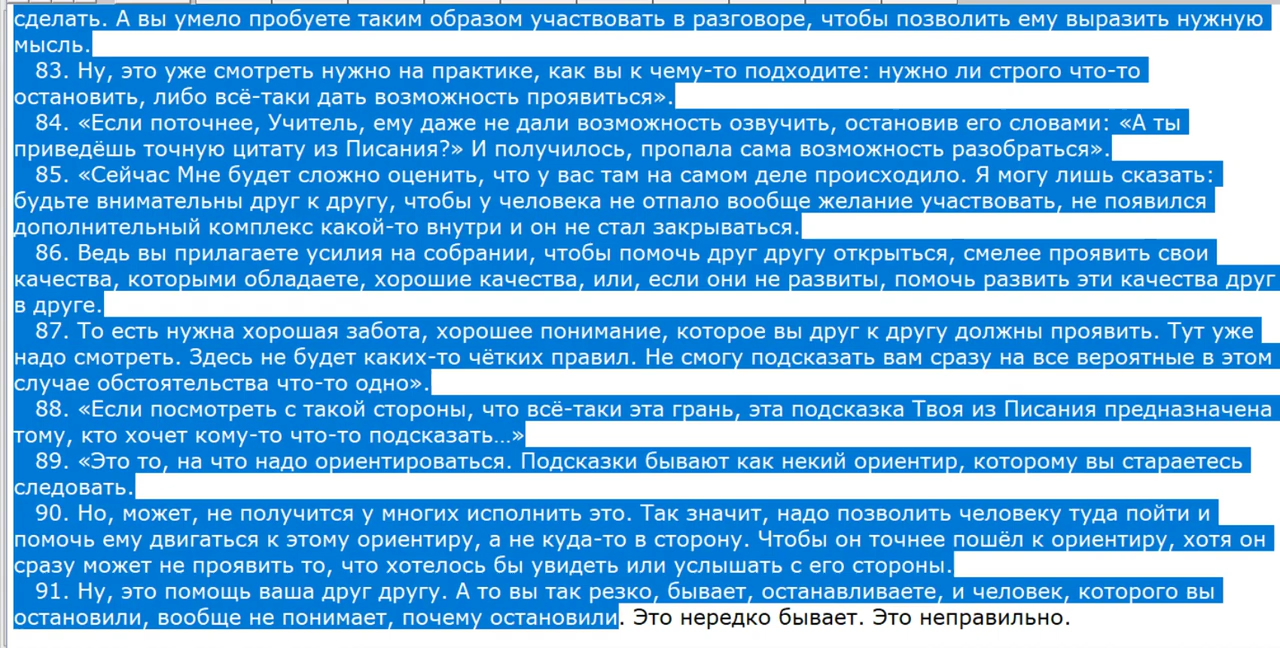 сделать. А вы умело пробуете таким образом участвовать в разговоре, чтобы позволить ему выразить нужную
мысль.
83. Ну, это уже смотреть нужно на практике, как вы к чему-то подходите: нужно ли строго что-то
остановить, либо всё-таки дать возможность проявиться».
84. «Если поточнее, Учитель, ему даже не дали возможность озвучить, остановив его словами: «А ты
приведёшь точную цитату из Писания?» И получилось, пропала сама возможность разобраться».
85. «Сейчас Мне будет сложно оценить, что у вас там на самом деле происходило. Я могу лишь сказать:
будьте внимательны друг к другу, чтобы у человека не отпало вообще желание участвовать, не появился
дополнительный комплекс какой-то внутри и он не стал закрываться.
86. Ведь вы прилагаете усилия на собрании, чтобы помочь друг другу открыться, смелее проявить свои
качества, которыми обладаете, хорошие качества, или, если они не развиты, помочь развить эти качества друг
в друге.
87. То есть нужна хорошая забота, хорошее понимание, которое вы друг к другу должны проявить. Тут уже
надо смотреть. Здесь не будет каких-то чётких правил. Не смогу подсказать вам сразу на все вероятные в этом
случае обстоятельства что-то одно».
88. «Если посмотреть с такой стороны, что всё-таки эта грань, эта подсказка Твоя из Писания предназначена
тому, кто хочет кому-то что-то подсказать…»
89. «Это то, на что надо ориентироваться. Подсказки бывают как некий ориентир, которому вы стараетесь
следовать.
90. Но, может, не получится у многих исполнить это. Так значит, надо позволить человеку туда пойти и
помочь ему двигаться к этому ориентиру, а не куда-то в сторону. Чтобы он точнее пошёл к ориентиру, хотя он
сразу может не проявить то, что хотелось бы увидеть или услышать с его стороны.
91. Ну, это помощь ваша друг другу. А то вы так резко, бывает, останавливаете, и человек, которого вы
остановили, вообще не понимает, почему остановили. Это нередко бывает. Это неправильно.